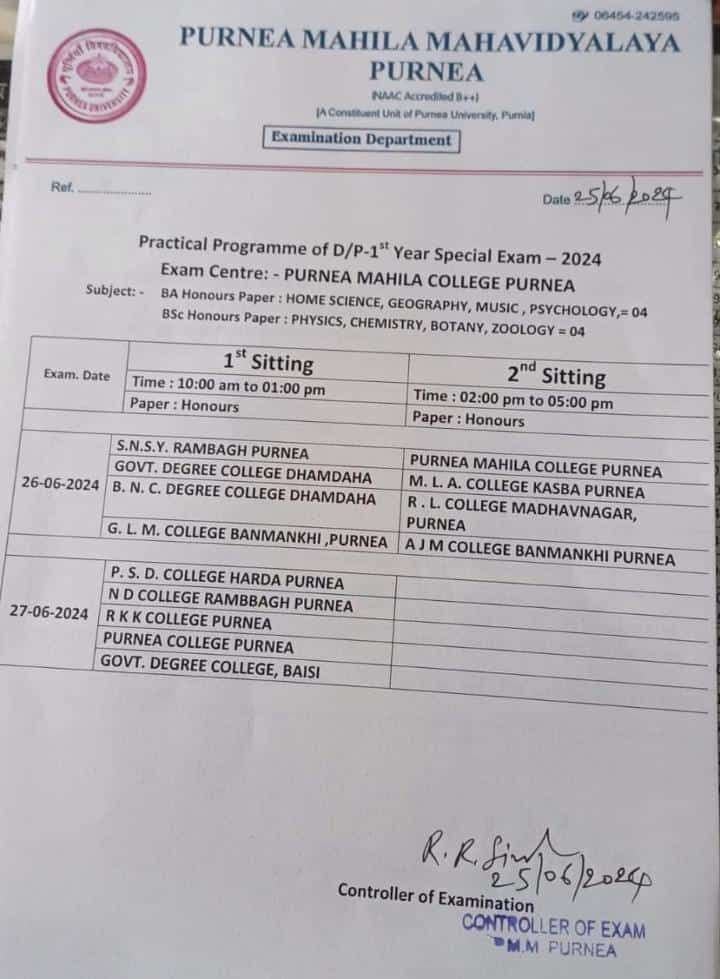 06454-242595
PURNEA MAHILA MAHAVIDYALAYA
PURNEA
(NAAC Accredited B++)
[A Constituent Unit of Purnea University, Purnia]
Examination Department
पूर्णियाँ विश्वविद्यालय
PURNEA UNIVERSITY
Ref. ....................
Date 25/06/2024
Practical Programme of D/P-1st Year Special Exam – 2024
Exam Centre: - PURNEA MAHILA COLLEGE PURNEA
Subject: - BA Honours Paper : HOME SCIENCE, GEOGRAPHY, MUSIC , PSYCHOLOGY,= 04
BSc Honours Paper : PHYSICS, CHEMISTRY, BOTANY, ZOOLOGY = 04
Exam. Date
1st Sitting
2nd Sitting
Time : 10:00 am to 01:00 pm
Time : 02:00 pm to 05:00 pm
Paper : Honours
Paper : Honours
26-06-2024
S.N.S.Y. RAMBAGH PURNEA
PURNEA MAHILA COLLEGE PURNEA
GOVT. DEGREE COLLEGE DHAMDAHA
M. L. A. COLLEGE KASBA PURNEA
B. N. C. DEGREE COLLEGE DHAMDAHA
R . L. COLLEGE MADHAVNAGAR,
PURNEA
G. L. M. COLLEGE BANMANKHI ,PURNEA
A J M COLLEGE BANMANKHI PURNEA
27-06-2024
P. S. D. COLLEGE HARDA PURNEA
N D COLLEGE RAMBBAGH PURNEA
R K K COLLEGE PURNEA
PURNEA COLLEGE PURNEA
GOVT. DEGREE COLLEGE, BAISI
R. R. Singh
25/06/2024
Controller of Examination
CONTROLLER OF EXAM
P.M.M PURNEA